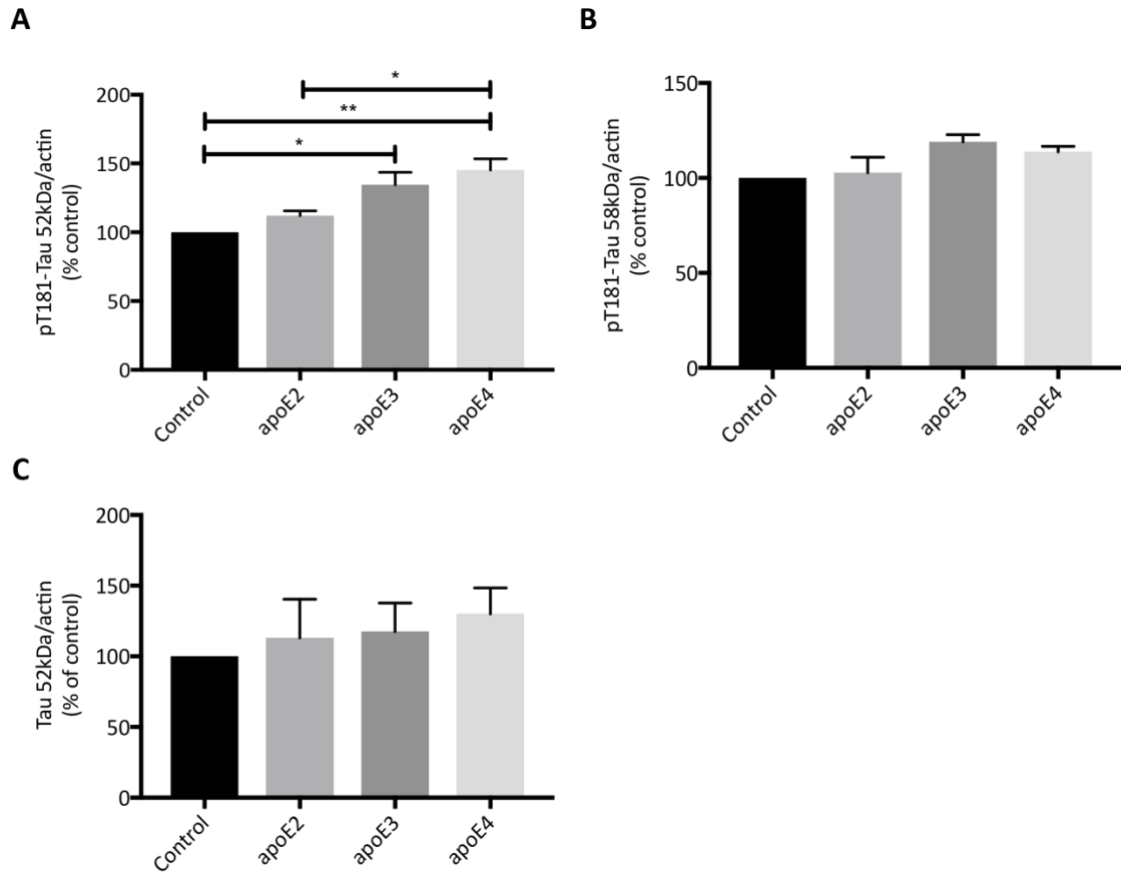 A
pT181-Tau 52kDa/actin
(% control)
200
150
100
50
0
*
**
*
Control
apoE2
apoE3
apoE4
B
pT181-Tau 58kDa/actin
(% control)
150
100
50
0
Control
apoE2
apoE3
apoE4
C
Tau 52kDa/actin
(% of control)
200
150
100
50
0
Control
apoE2
apoE3
apoE4